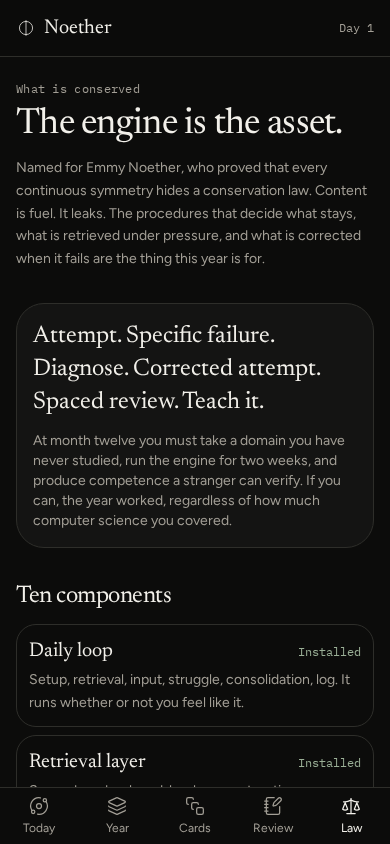 Noether
Day 1
What is conserved
The engine is the asset.
Named for Emmy Noether, who proved that every
continuous symmetry hides a conservation law. Content
is fuel. It leaks. The procedures that decide what stays,
what is retrieved under pressure, and what is corrected
when it fails are the thing this year is for.
Attempt. Specific failure.
Diagnose. Corrected attempt.
Spaced review. Teach it.
At month twelve you must take a domain you have
never studied, run the engine for two weeks, and
produce competence a stranger can verify. If you
can, the year worked, regardless of how much
computer science you covered.
Ten components
Daily loop
Installed
Setup, retrieval, input, struggle, consolidation, log. It
runs whether or not you feel like it.
Retrieval layer
Installed
Today
Year
Cards
Review
Law